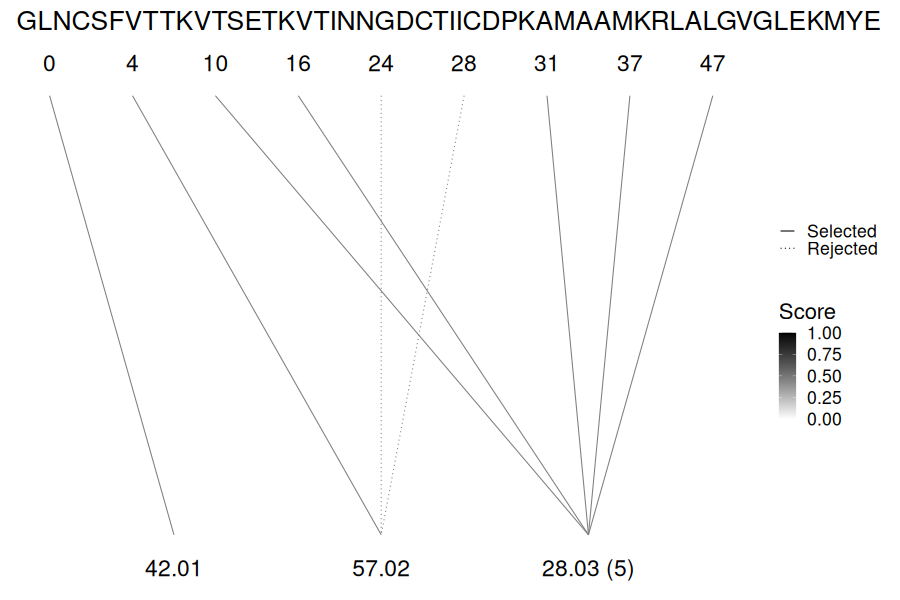 GLNCSFVTTKVTSETKVTINNGDCTIICDPKAMAAMKRLALGVGLEKMYE
0 4 10 16 24 28 31 37 47
Selected
Rejected
Score
1.00
0.75
0.50
0.25
0.00
42.01 57.02 28.03 (5)